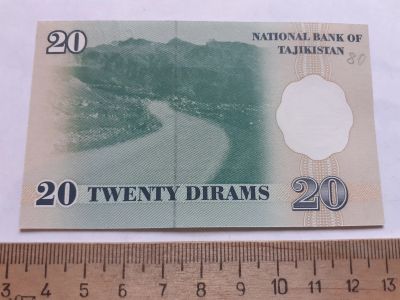 20
NATIONAL BANK OF
TAJIKISTAN
80
20 TWENTY DIRAMS 20
3 4 5 6 7 8 9 10 11 12 13